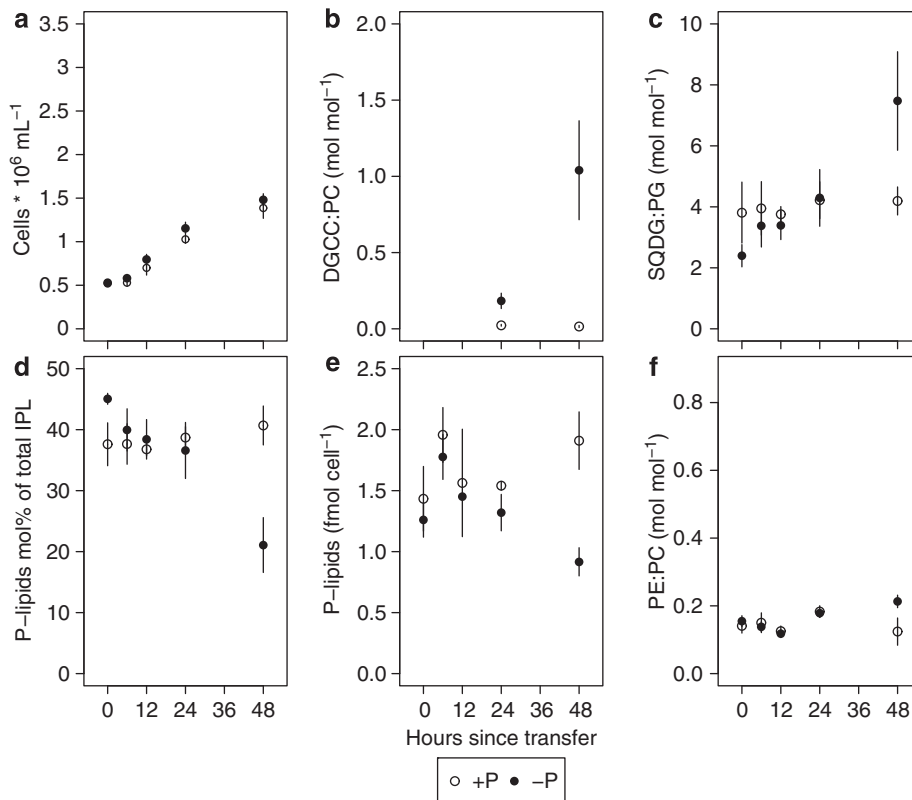 a
3.5
3
2.5
2
1.5
1
0.5
0
Cells * 10⁶ mL⁻¹
b
2.0
1.5
1.0
0.5
0.0
DGCC:PC (mol mol⁻¹)
c
10
8
6
4
2
0
SQDG:PG (mol mol⁻¹)
d
50
40
30
20
10
0
P–lipids mol% of total IPL
0 12 24 36 48
e
2.5
2.0
1.5
1.0
0.5
0.0
P–lipids (fmol cell⁻¹)
0 12 24 36 48
f
0.8
0.6
0.4
0.2
0.0
PE:PC (mol mol⁻¹)
0 12 24 36 48
Hours since transfer
+P –P